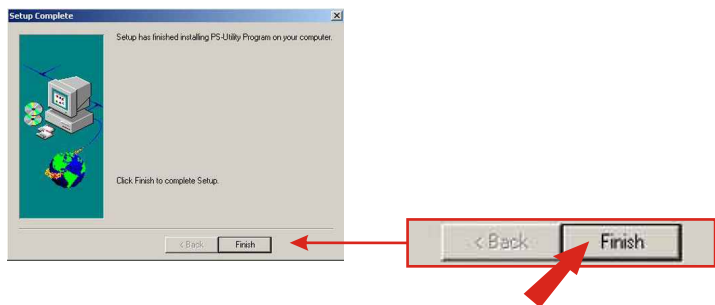 Setup Complete
Setup has finished installing PS-Utility Program on your computer.
Click Finish to complete Setup.
< Back Finish
< Back Finish